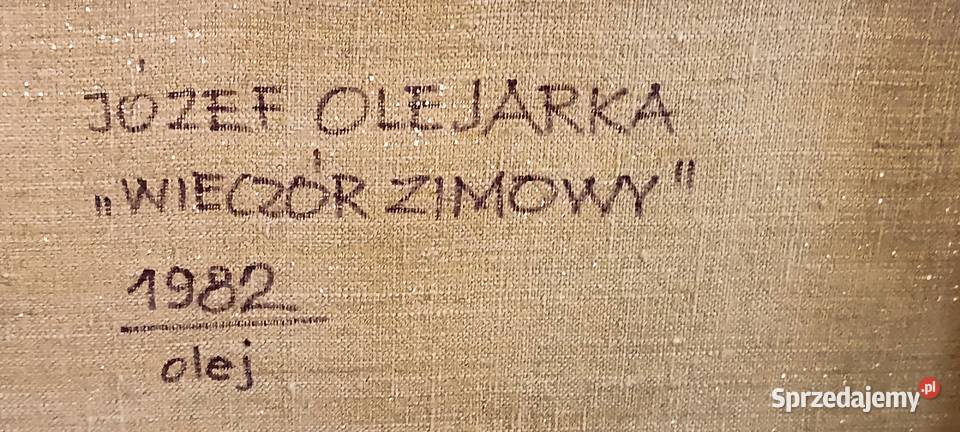 JÓZEF OLEJARKA
„WIECZÓR ZIMOWY"
1982
olej
Sprzedajemy.pl